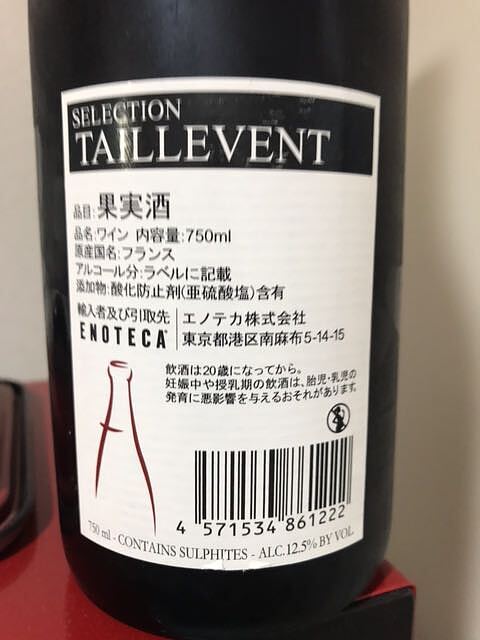 SELECTION
TAILLEVENT
品目:果実酒
品名:ワイン 内容量:750ml
原産国名:フランス
アルコール分:ラベルに記載
添加物:酸化防止剤(亜硫酸塩)含有
輸入者及び引取先 エノテカ株式会社
ENOTECA 東京都港区南麻布5-14-15
飲酒は20歳になってから。
妊娠中や授乳期の飲酒は、胎児・乳児の
発育に悪影響を与えるおそれがあります。
4 571534 861222
750 ml - CONTAINS SULPHITES - ALC.12.5% BY VOL